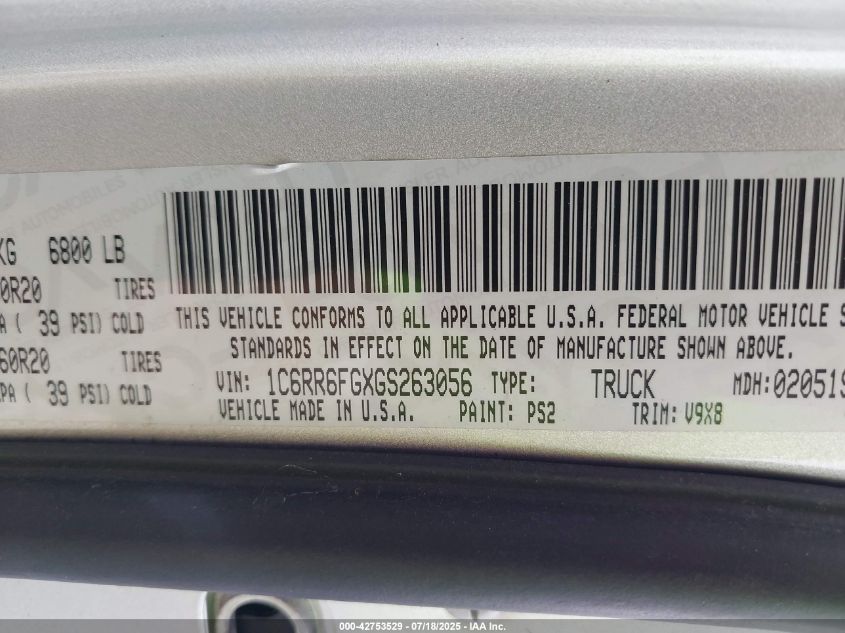 KG 6800 LB
0R20 TIRES
PA ( 39 PSI) COLD
60R20 TIRES
PA ( 39 PSI) COLD
THIS VEHICLE CONFORMS TO ALL APPLICABLE U.S.A. FEDERAL MOTOR VEHICLE S
STANDARDS IN EFFECT ON THE DATE OF MANUFACTURE SHOWN ABOVE.
VIN: 1C6RR6FGXGS263056 TYPE: TRUCK MDH:02051
VEHICLE MADE IN U.S.A. PAINT: PS2 TRIM: V9X8
000-42753529 - 07/18/2025 - IAA, Inc.